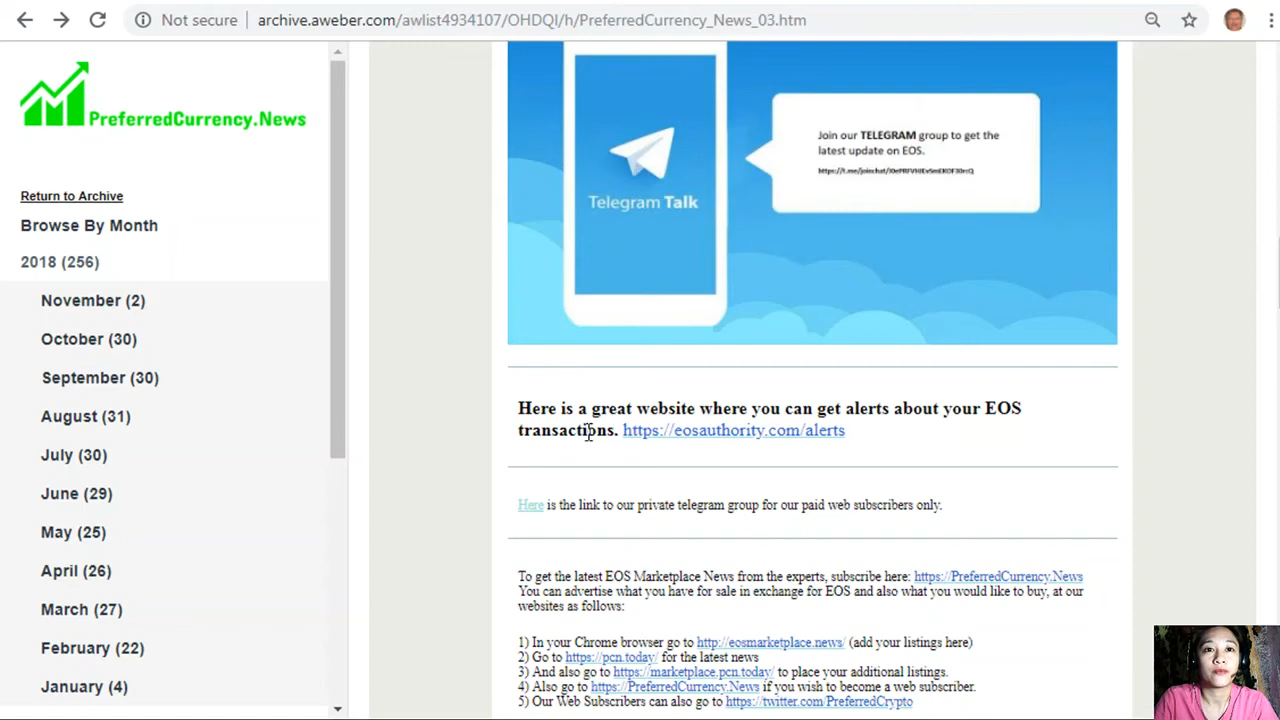 Not secure
archive.aweber.com/awlist4934107/OHDQI/h/PreferredCurrency_News_03.htm
PreferredCurrency.News
Return to Archive
Browse By Month
2018 (256)
November (2)
October (30)
September (30)
August (31)
July (30)
June (29)
May (25)
April (26)
March (27)
February (22)
January (4)
Telegram Talk
Join our TELEGRAM group to get the
latest update on EOS.
Here is a great website where you can get alerts about your EOS
transactions. https://eosauthority.com/alerts
Here is the link to our private telegram group for our paid web subscribers only.
To get the latest EOS Marketplace News from the experts, subscribe here: https://PreferredCurrency.News
You can advertise what you have for sale in exchange for EOS and also what you would like to buy, at our
websites as follows:
1) In your Chrome browser go to http://eosmarketplace.news/ (add your listings here)
2) Go to https://pcn.today/ for the latest news
3) And also go to https://marketplace.pcn.today/ to place your additional listings.
4) Also go to https://PreferredCurrency.News if you wish to become a web subscriber.
5) Our Web Subscribers can also go to https://twitter.com/PreferredCrypto